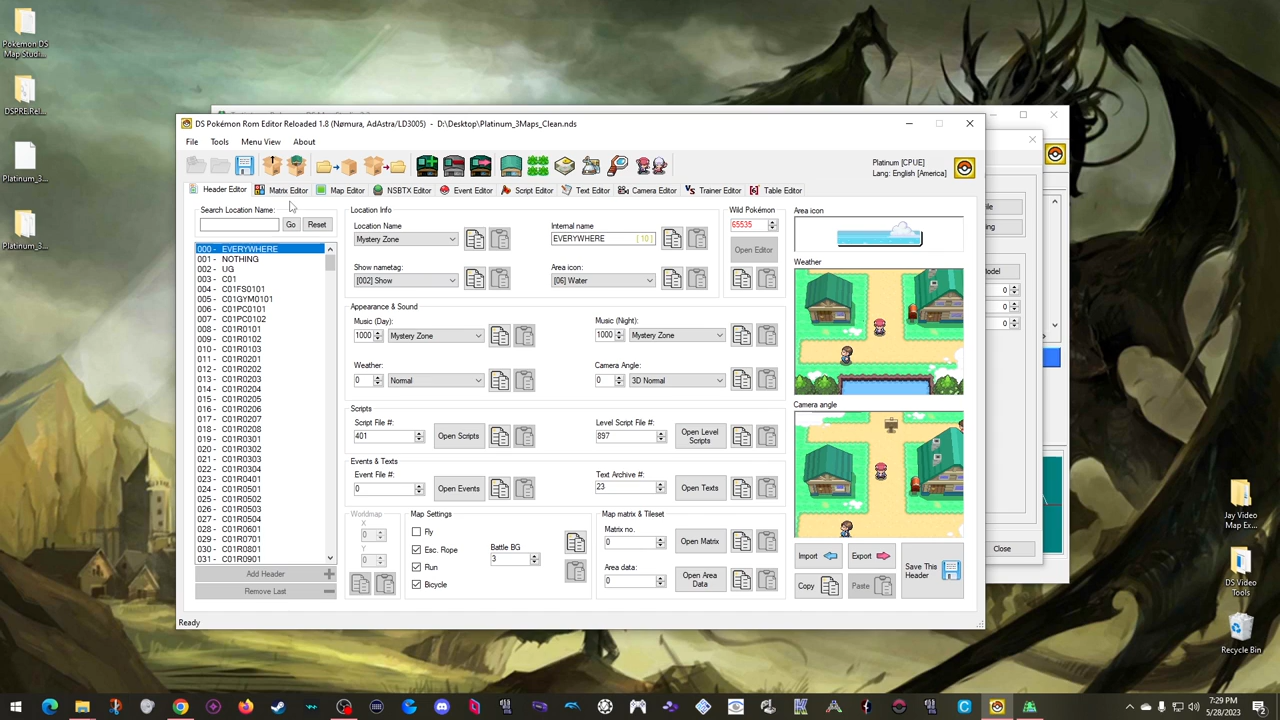 Pokemon DS
Map Studi...
DSPRE.Rel...
Platinum_3...
Platinum_3...
DS Pokémon Rom Editor Reloaded 1.8 (Nømura, AdAstra/LD3005) - D:\Desktop\Platinum_3Maps_Clean.nds
File Tools Menu View About
Platinum [CPUE]
Lang: English [America]
Header Editor Matrix Editor Map Editor NSBTX Editor Event Editor Script Editor Text Editor Camera Editor Trainer Editor Table Editor
Search Location Name:
Go Reset
000 - EVERYWHERE
001 - NOTHING
002 - UG
003 - C01
004 - C01FS0101
005 - C01GYM0101
006 - C01PC0101
007 - C01PC0102
008 - C01R0101
009 - C01R0102
010 - C01R0103
011 - C01R0201
012 - C01R0202
013 - C01R0203
014 - C01R0204
015 - C01R0205
016 - C01R0206
017 - C01R0207
018 - C01R0208
019 - C01R0301
020 - C01R0302
021 - C01R0303
022 - C01R0304
023 - C01R0401
024 - C01R0501
025 - C01R0502
026 - C01R0503
027 - C01R0504
028 - C01R0601
029 - C01R0701
030 - C01R0801
031 - C01R0901
Add Header
Remove Last
Location Info
Location Name
Mystery Zone
Internal name
EVERYWHERE [ 10 ]
Show nametag:
[002] Show
Area icon:
[06] Water
Wild Pokémon
65535
Open Editor
Appearance & Sound
Music (Day):
1000 Mystery Zone
Music (Night):
1000 Mystery Zone
Weather:
0 Normal
Camera Angle:
0 3D Normal
Scripts
Script File #:
401 Open Scripts
Level Script File #:
897 Open Level
Scripts
Events & Texts
Event File #:
0 Open Events
Text Archive #:
23 Open Texts
Worldmap
X
0
Y
0
Map Settings
Fly
Esc. Rope
Run
Bicycle
Battle BG
3
Map matrix & Tileset
Matrix no.
0 Open Matrix
Area data:
0 Open Area
Data
Area icon
Weather
Camera angle
Import Export
Copy Paste
Save This
Header
Ready
0
0
0
Close
Jay Video
Map Ex...
DS Video
Tools
Recycle Bin
7:29 PM
5/28/2023
2